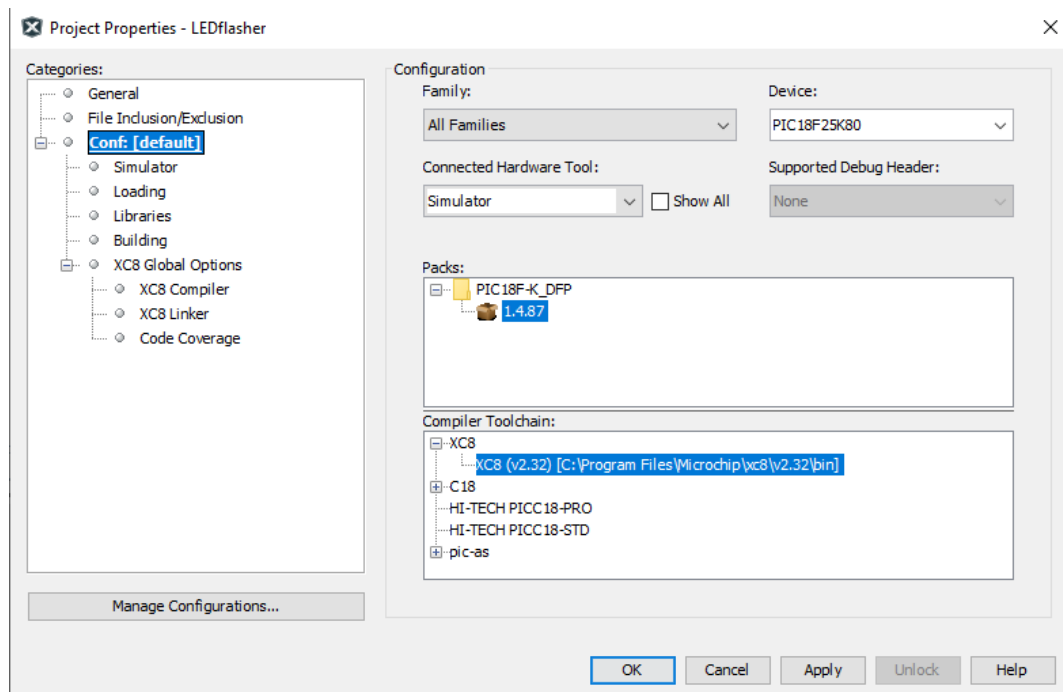 Project Properties - LEDflasher
Categories:
General
File Inclusion/Exclusion
Conf: [default]
Simulator
Loading
Libraries
Building
XC8 Global Options
XC8 Compiler
XC8 Linker
Code Coverage
Manage Configurations...
Configuration
Family:
All Families
Device:
PIC18F25K80
Connected Hardware Tool:
Simulator
Show All
Supported Debug Header:
None
Packs:
PIC18F-K_DFP
1.4.87
Compiler Toolchain:
XC8
XC8 (v2.32) [C:\Program Files\Microchip\xc8\v2.32\bin]
C18
HI-TECH PICC18-PRO
HI-TECH PICC18-STD
pic-as
OK
Cancel
Apply
Unlock
Help